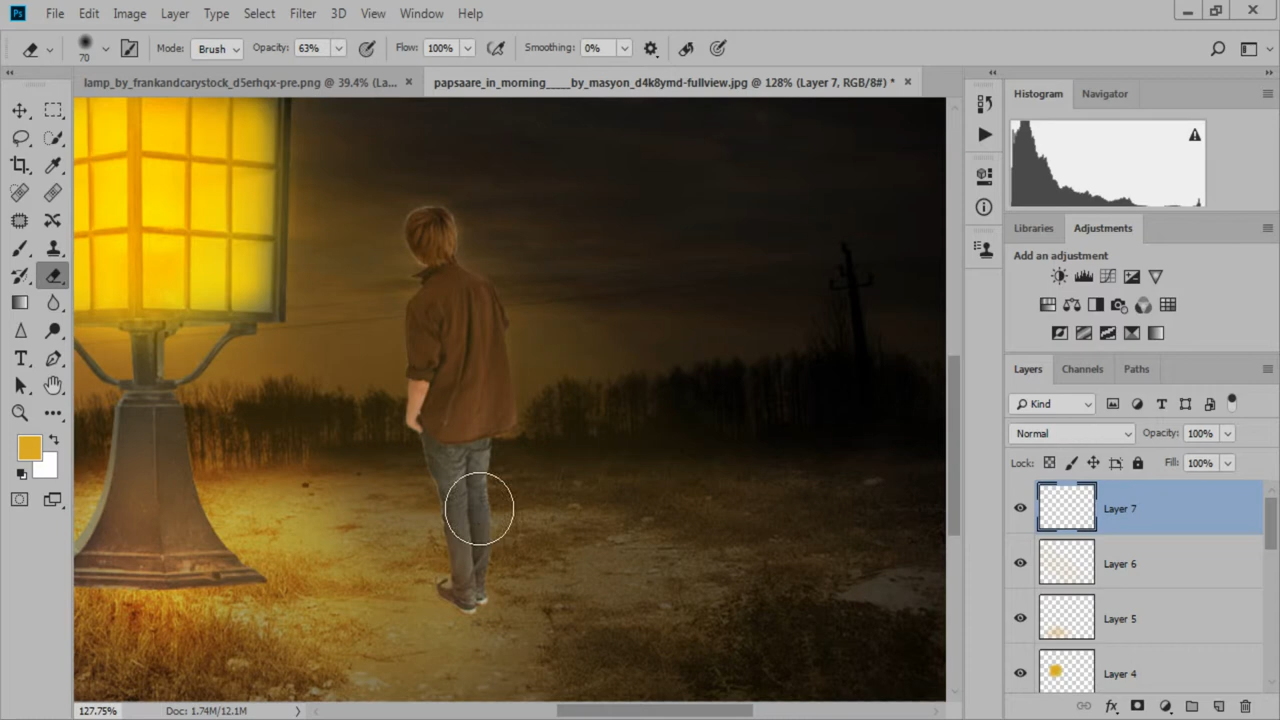 Ps File Edit Image Layer Type Select Filter 3D View Window Help
70 Mode: Brush Opacity: 63% Flow: 100% Smoothing: 0%
lamp_by_frankandcarystock_d5erhqx-pre.png @ 39.4% (La... papsaare_in_morning_____by_masyon_d4k8ymd-fullview.jpg @ 128% (Layer 7, RGB/8#) *
Histogram Navigator
Libraries Adjustments
Add an adjustment
Layers Channels Paths
Kind
Normal Opacity: 100%
Lock: Fill: 100%
Layer 7
Layer 6
Layer 5
Layer 4
fx
127.75% Doc: 1.74M/12.1M